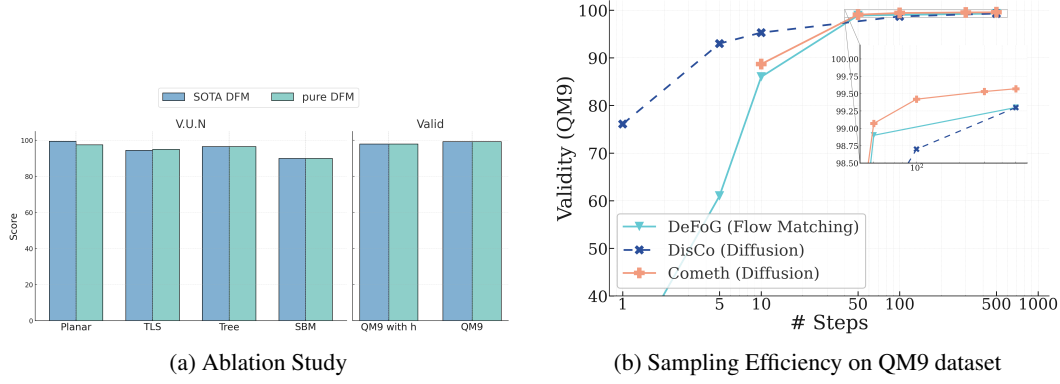 SOTA DFM
pure DFM
V.U.N
Valid
Score
100
80
60
40
20
0
Planar
TLS
Tree
SBM
QM9 with h
QM9
(a) Ablation Study
Validity (QM9)
100
90
80
70
60
50
40
100.00
99.75
99.50
99.25
99.00
98.75
98.50
10²
DeFoG (Flow Matching)
DisCo (Diffusion)
Cometh (Diffusion)
1
5
10
50
100
500
1000
# Steps
(b) Sampling Efficiency on QM9 dataset